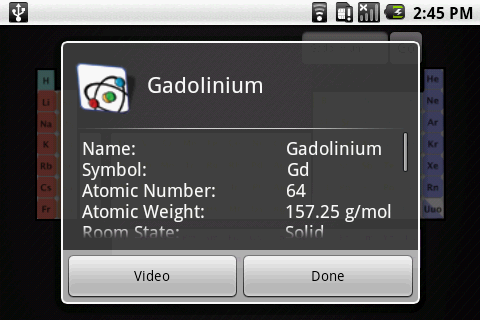 2:45 PM
Gadolinium
Name: Gadolinium
Symbol: Gd
Atomic Number: 64
Atomic Weight: 157.25 g/mol
Room State: Solid
Video Done
H He
Li Ne
Na Ar
K Kr
Rb Xe
Cs Rn
Fr Uuo